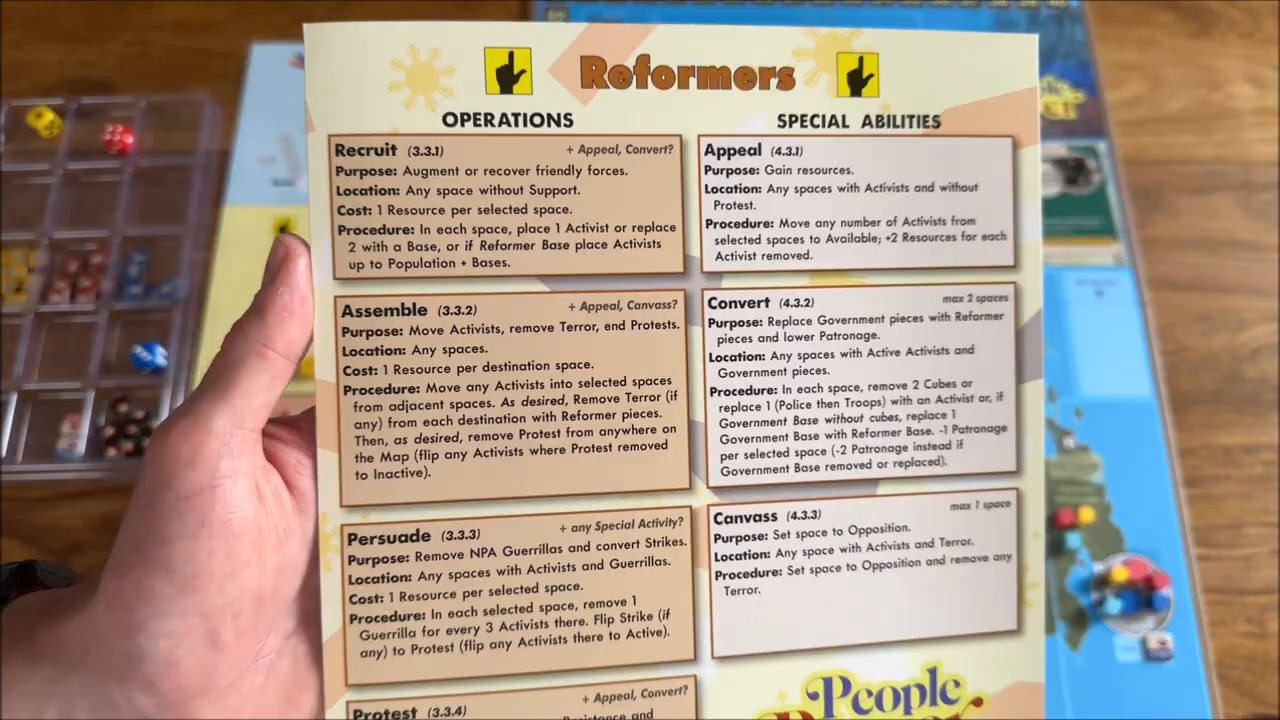 Reformers
OPERATIONS
Recruit (3.3.1) + Appeal, Convert?
Purpose: Augment or recover friendly forces.
Location: Any space without Support.
Cost: 1 Resource per selected space.
Procedure: In each space, place 1 Activist or replace
2 with a Base, or if Reformer Base place Activists
up to Population + Bases.
Assemble (3.3.2) + Appeal, Canvass?
Purpose: Move Activists, remove Terror, end Protests.
Location: Any spaces.
Cost: 1 Resource per destination space.
Procedure: Move any Activists into selected spaces
from adjacent spaces. As desired, Remove Terror (if
any) from each destination with Reformer pieces.
Then, as desired, remove Protest from anywhere on
the Map (flip any Activists where Protest removed
to Inactive).
Persuade (3.3.3) + any Special Activity?
Purpose: Remove NPA Guerrillas and convert Strikes.
Location: Any spaces with Activists and Guerrillas.
Cost: 1 Resource per selected space.
Procedure: In each selected space, remove 1
Guerrilla for every 3 Activists there. Flip Strike (if
any) to Protest (flip any Activists there to Active).
Protest (3.3.4) + Appeal, Convert?
Resistance and
SPECIAL ABILITIES
Appeal (4.3.1)
Purpose: Gain resources.
Location: Any spaces with Activists and without
Protest.
Procedure: Move any number of Activists from
selected spaces to Available; +2 Resources for each
Activist removed.
Convert (4.3.2) max 2 spaces
Purpose: Replace Government pieces with Reformer
pieces and lower Patronage.
Location: Any spaces with Active Activists and
Government pieces.
Procedure: In each space, remove 2 Cubes or
replace 1 (Police then Troops) with an Activist or, if
Government Base without cubes, replace 1
Government Base with Reformer Base. -1 Patronage
per selected space (-2 Patronage instead if
Government Base removed or replaced).
Canvass (4.3.3) max 1 space
Purpose: Set space to Opposition.
Location: Any space with Activists and Terror.
Procedure: Set space to Opposition and remove any
Terror.
People